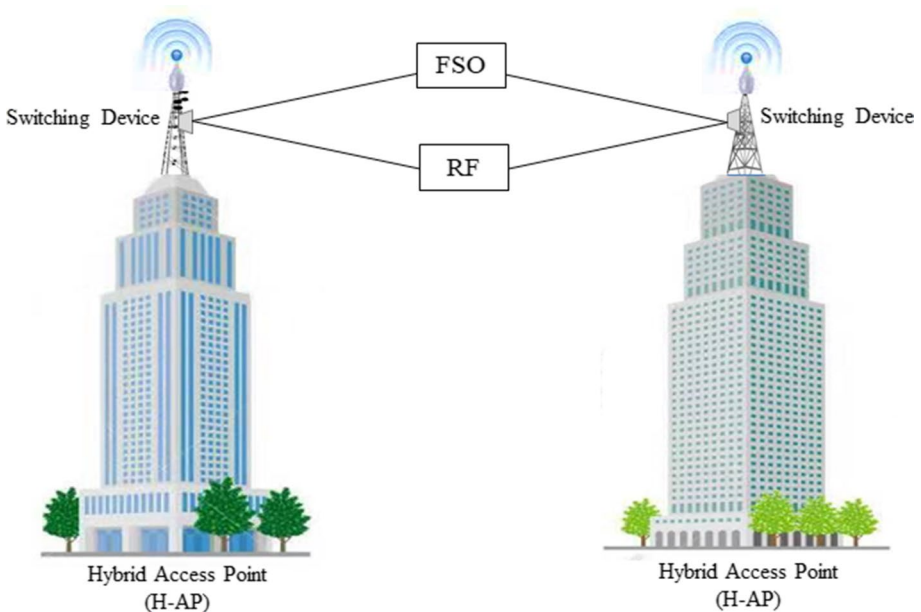 FSO
Switching Device
Switching Device
RF
Hybrid Access Point
(H-AP)
Hybrid Access Point
(H-AP)